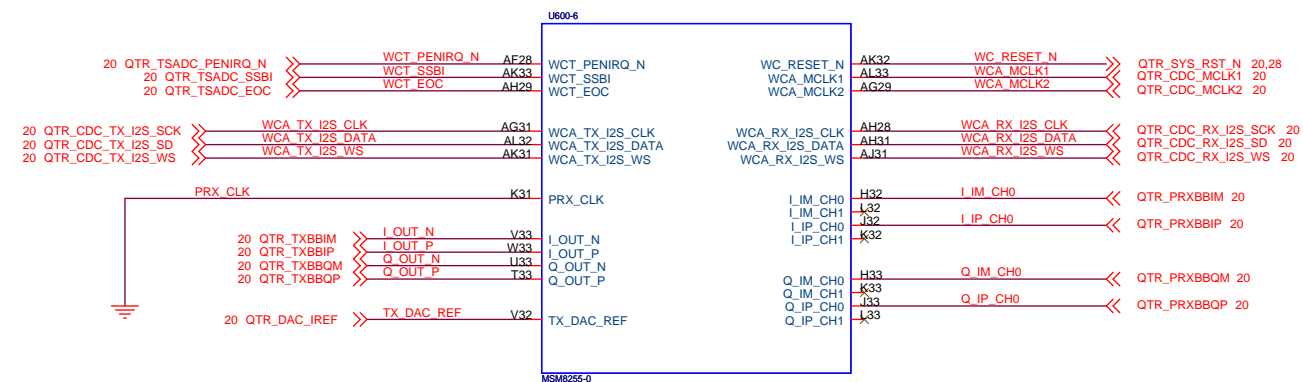 U600-6
20 QTR_TSADC_PENIRQ_N WCT_PENIRQ_N AF28 WCT_PENIRQ_N WC_RESET_N AK32 WC_RESET_N QTR_SYS_RST_N 20,28
20 QTR_TSADC_SSBI WCT_SSBI AK33 WCT_SSBI WCA_MCLK1 AL33 WCA_MCLK1 QTR_CDC_MCLK1 20
20 QTR_TSADC_EOC WCT_EOC AH29 WCT_EOC WCA_MCLK2 AG29 WCA_MCLK2 QTR_CDC_MCLK2 20
20 QTR_CDC_TX_I2S_SCK WCA_TX_I2S_CLK AG31 WCA_TX_I2S_CLK WCA_RX_I2S_CLK AH28 WCA_RX_I2S_CLK QTR_CDC_RX_I2S_SCK 20
20 QTR_CDC_TX_I2S_SD WCA_TX_I2S_DATA AL32 WCA_TX_I2S_DATA WCA_RX_I2S_DATA AH31 WCA_RX_I2S_DATA QTR_CDC_RX_I2S_SD 20
20 QTR_CDC_TX_I2S_WS WCA_TX_I2S_WS AK31 WCA_TX_I2S_WS WCA_RX_I2S_WS AJ31 WCA_RX_I2S_WS QTR_CDC_RX_I2S_WS 20
PRX_CLK K31 PRX_CLK I_IM_CH0 H32 I_IM_CH0 QTR_PRXBBIM 20
I_IM_CH1 L32
I_IP_CH0 J32 I_IP_CH0 QTR_PRXBBIP 20
20 QTR_TXBBIM I_OUT_N V33 I_OUT_N I_IP_CH1 K32
20 QTR_TXBBIP I_OUT_P W33 I_OUT_P
20 QTR_TXBBQM Q_OUT_N U33 Q_OUT_N
20 QTR_TXBBQP Q_OUT_P T33 Q_OUT_P Q_IM_CH0 H33 Q_IM_CH0 QTR_PRXBBQM 20
Q_IM_CH1 K33
Q_IP_CH0 J33 Q_IP_CH0 QTR_PRXBBQP 20
20 QTR_DAC_IREF TX_DAC_REF V32 TX_DAC_REF Q_IP_CH1 L33
MSM8255-0